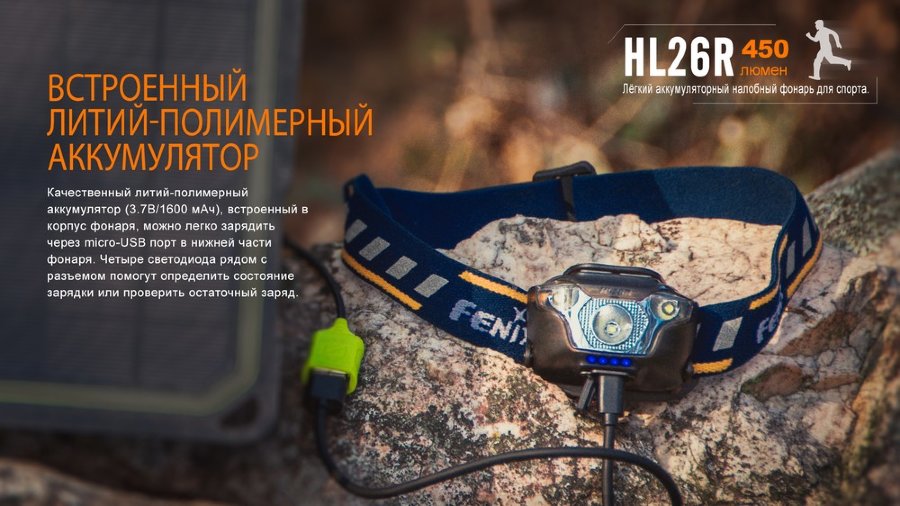 ВСТРОЕННЫЙ
ЛИТИЙ-ПОЛИМЕРНЫЙ
АККУМУЛЯТОР
Качественный литий-полимерный
аккумулятор (3.7В/1600 мАч), встроенный в
корпус фонаря, можно легко зарядить
через micro-USB порт в нижней части
фонаря. Четыре светодиода рядом с
разъемом помогут определить состояние
зарядки или проверить остаточный заряд.
HL26R 450
люмен
Лёгкий аккумуляторный налобный фонарь для спорта.
FENIX